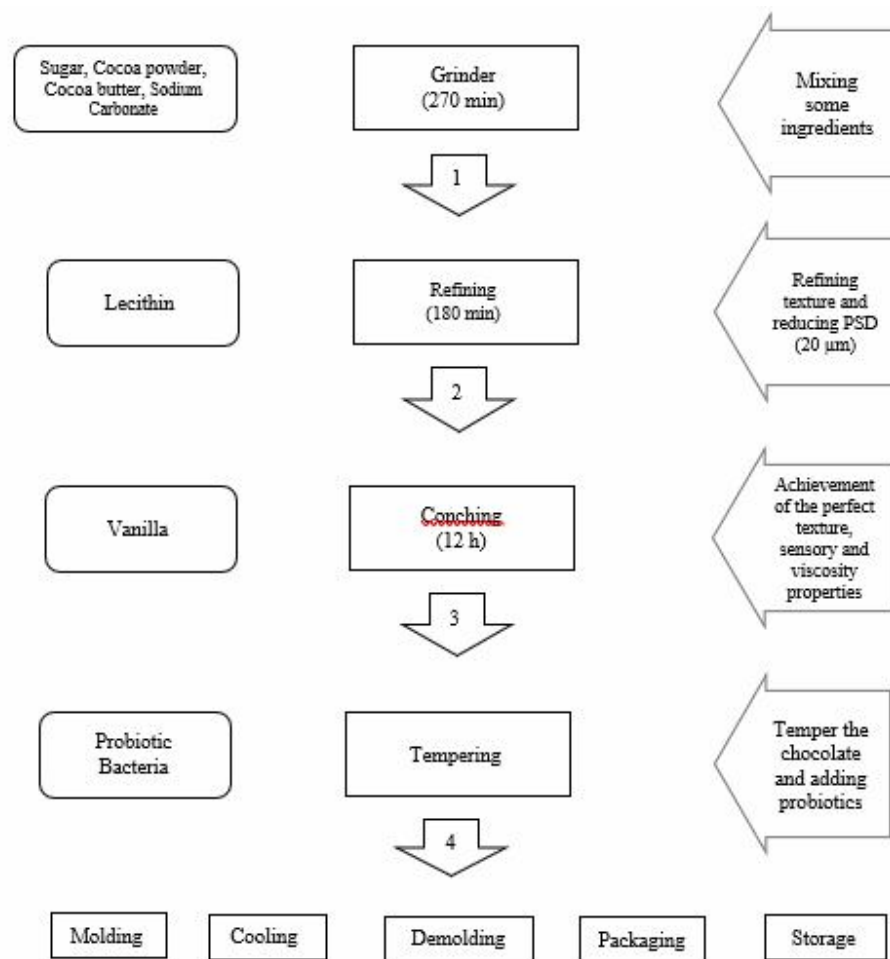 Sugar, Cocoa powder,
Cocoa butter, Sodium
Carbonate
Grinder
(270 min)
Mixing
some
ingredients
1
Lecithin
Refining
(180 min)
Refining
texture and
reducing PSD
(20 µm)
2
Vanilla
Conching
(12 h)
Achievement
of the perfect
texture,
sensory and
viscosity
properties
3
Probiotic
Bacteria
Tempering
Temper the
chocolate
and adding
probiotics
4
Molding
Cooling
Demolding
Packaging
Storage